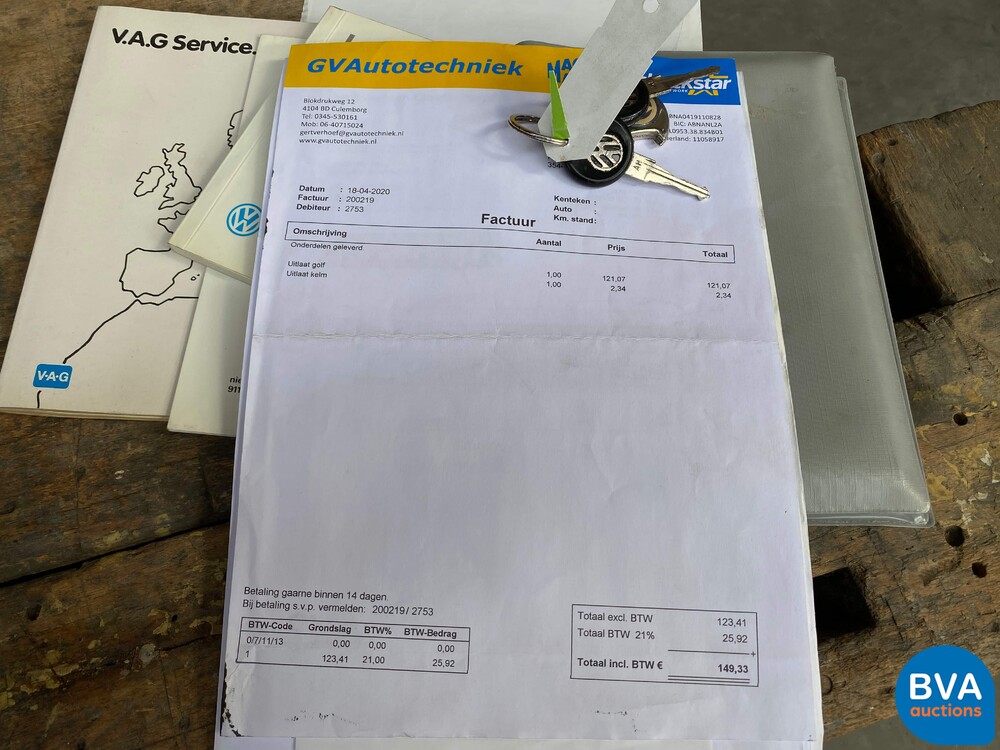 V.A.G Service.
V·A·G
GVAutotechniek
Blokdrukweg 12
4104 BD Culemborg
Tel: 0345-530161
Mob: 06-40715024
gertverhoef@gvautotechniek.nl
www.gvautotechniek.nl
BIC: ABNANL2A
11058917
Datum : 18-04-2020
Factuur : 200219
Debiteur : 2753
Kenteken :
Auto :
Km. stand:
Factuur
Omschrijving Aantal Prijs Totaal
Onderdelen geleverd
Uitlaat golf 1,00 121,07 121,07
Uitlaat kelm 1,00 2,34 2,34
Betaling gaarne binnen 14 dagen.
Bij betaling s.v.p. vermelden: 200219/ 2753
BTW-Code Grondslag BTW% BTW-Bedrag
0/7/11/13 0,00 0,00 0,00
1 123,41 21,00 25,92
Totaal excl. BTW 123,41
Totaal BTW 21% 25,92
+
Totaal incl. BTW € 149,33
BVA
auctions